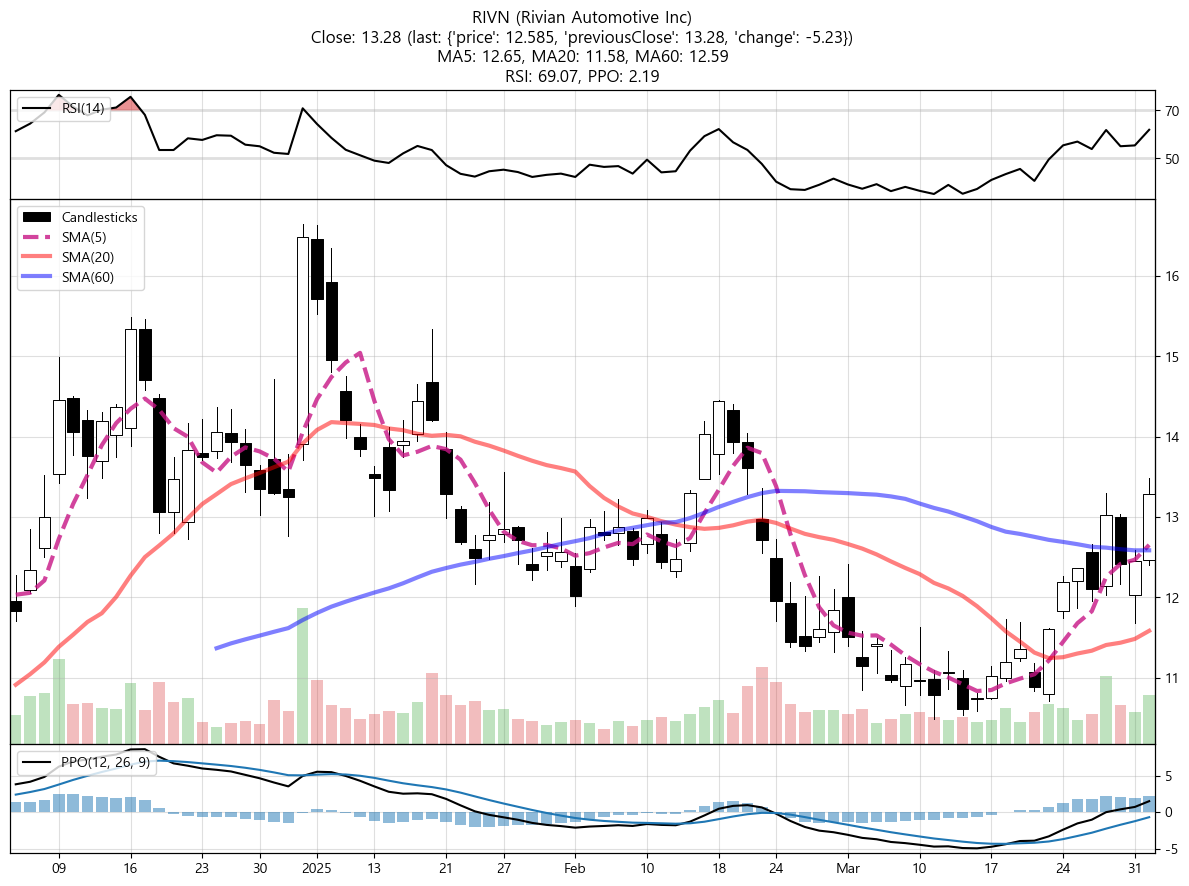 RIVN (Rivian Automotive Inc)
Close: 13.28 (last: {'price': 12.585, 'previousClose': 13.28, 'change': -5.23})
MA5: 12.65, MA20: 11.58, MA60: 12.59
RSI: 69.07, PPO: 2.19
RSI(14)
70
50
Candlesticks
SMA(5)
SMA(20)
SMA(60)
16
15
14
13
12
11
PPO(12, 26, 9)
5
0
-5
09 16 23 30 2025 13 21 27 Feb 10 18 24 Mar 10 17 24 31